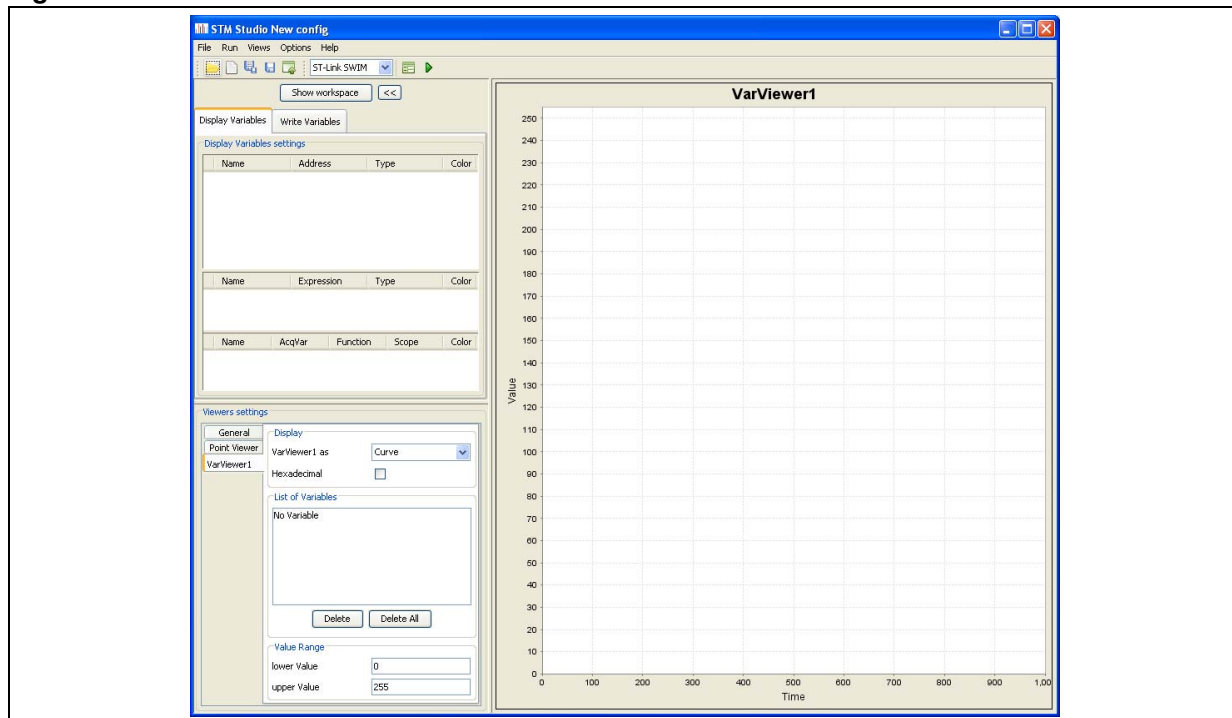 STM Studio New config
File Run Views Options Help
ST-Link SWIM
Show workspace <<
Display Variables Write Variables
Display Variables settings
Name Address Type Color
Name Expression Type Color
Name AcqVar Function Scope Color
Viewers settings
General
Point Viewer
VarViewer1
Display
VarViewer1 as Curve
Hexadecimal
List of Variables
No Variable
Delete Delete All
Value Range
lower Value 0
upper Value 255
VarViewer1
Value
250
240
230
220
210
200
190
180
170
160
150
140
130
120
110
100
90
80
70
60
50
40
30
20
10
0
0 100 200 300 400 500 600 700 800 900 1,00
Time